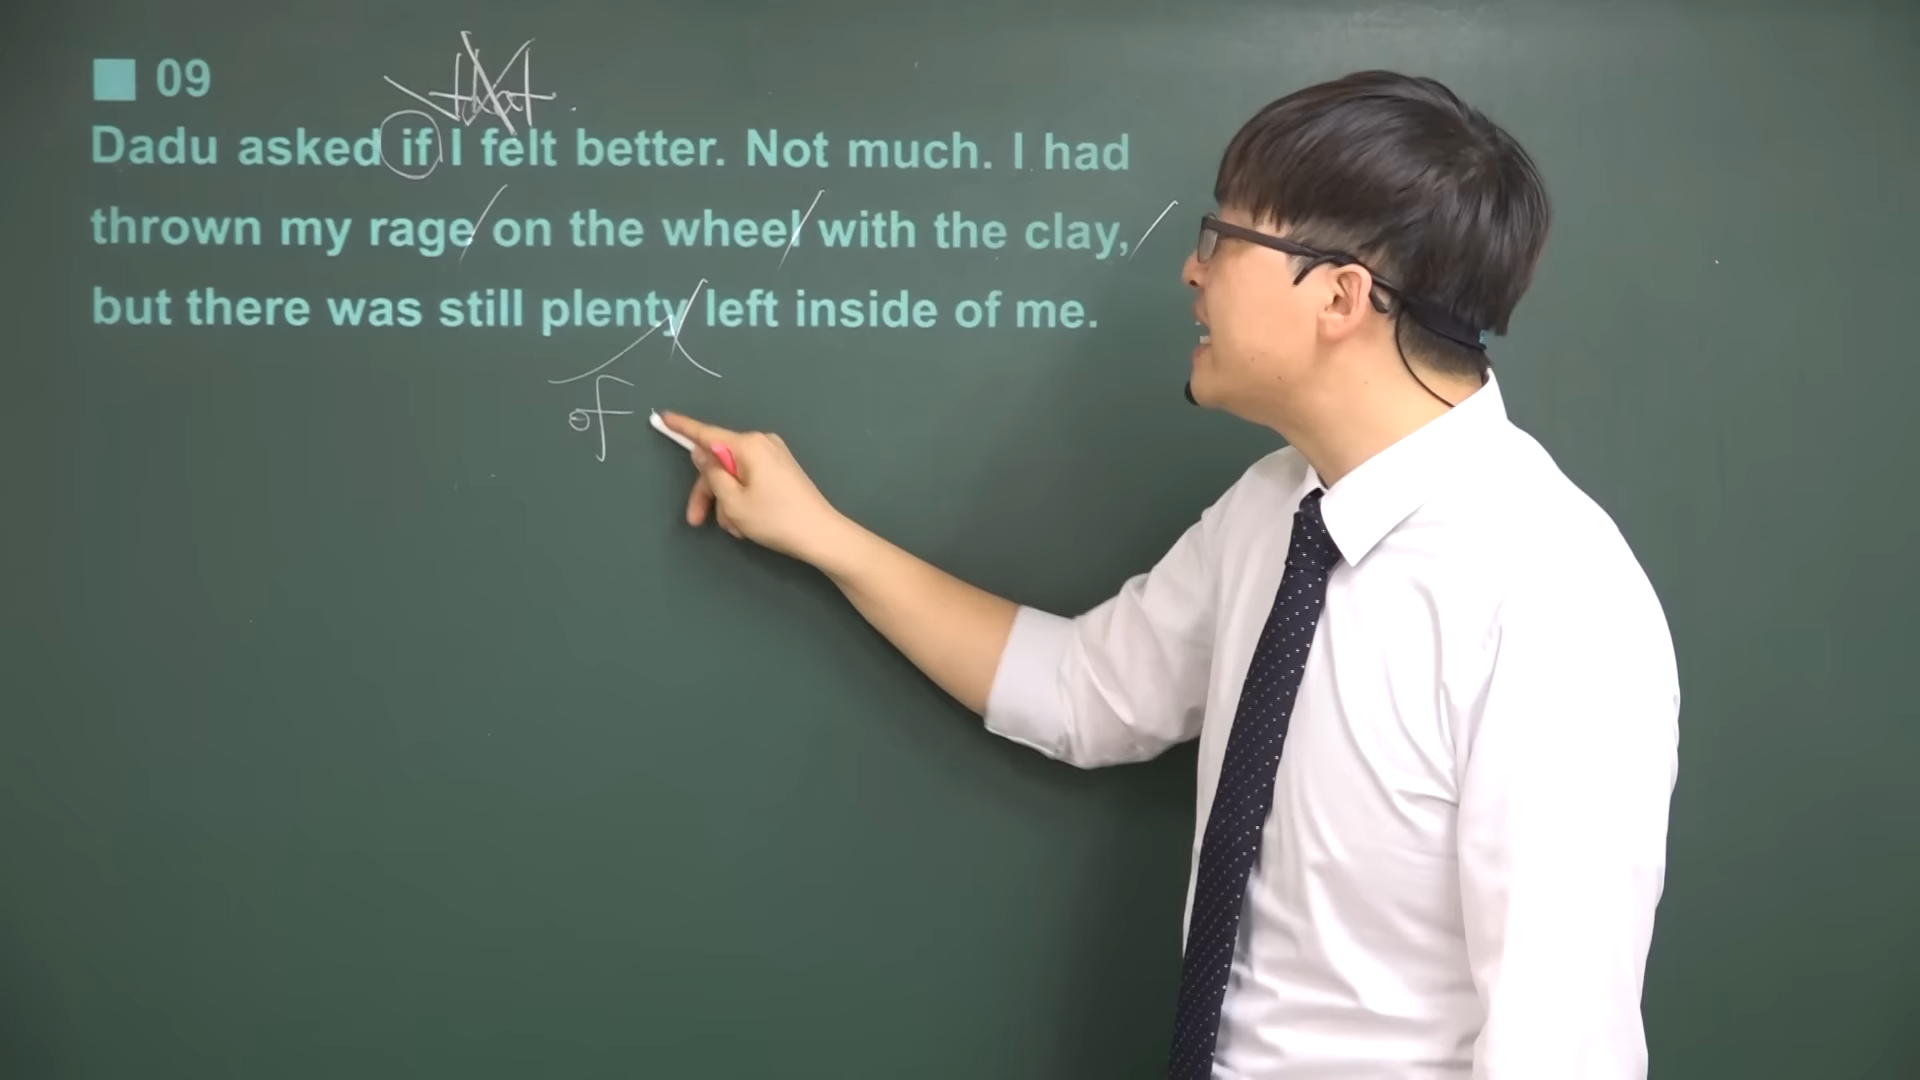 09
that
Dadu asked if I felt better. Not much. I had
thrown my rage on the wheel with the clay,
but there was still plenty left inside of me.
of